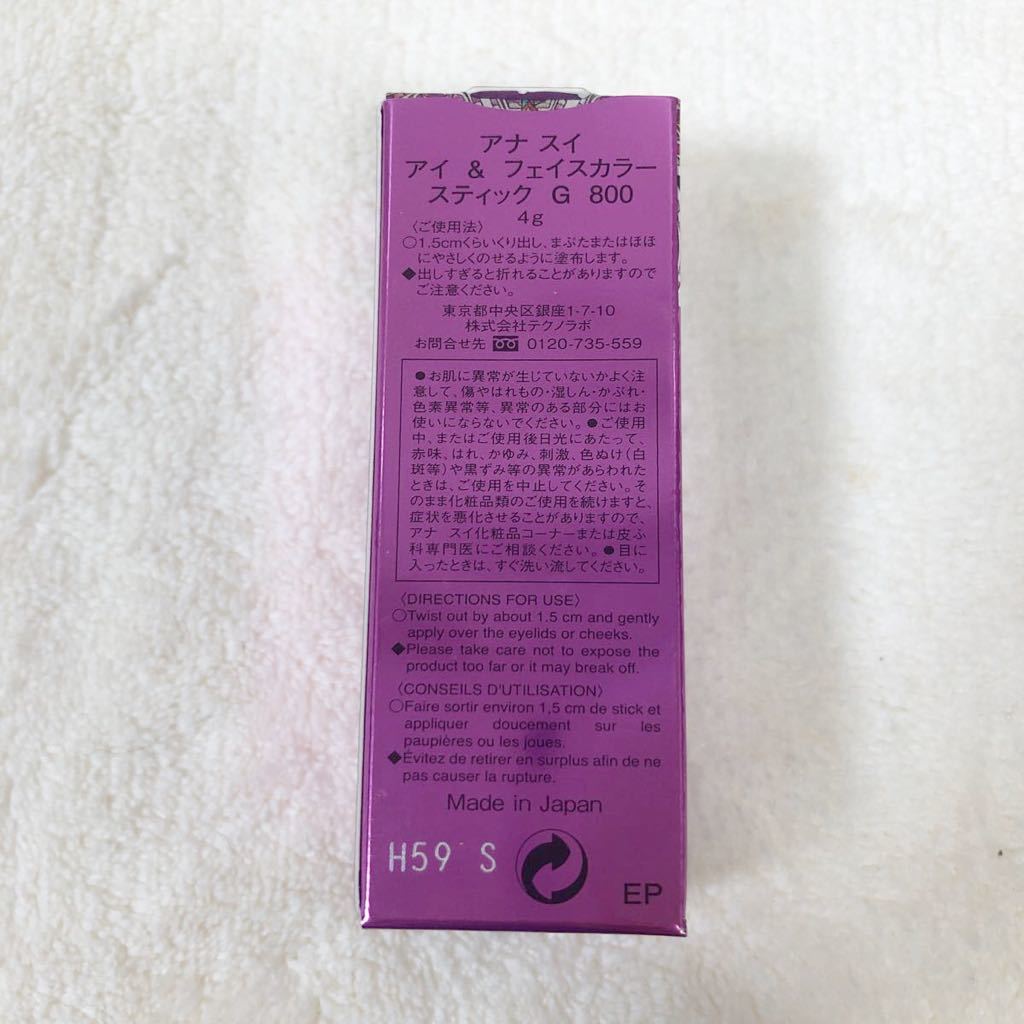 アナ スイ
アイ & フェイスカラー
スティック G 800
4g
〈ご使用法〉
○1.5cmくらいくり出し、まぶたまたはほほ
にやさしくのせるように塗布します。
◆出しすぎると折れることがありますので
ご注意ください。
東京都中央区銀座1-7-10
株式会社テクノラボ
お問合せ先 0120-735-559
●お肌に異常が生じていないかよく注
意して、傷やはれもの・湿しん・かぶれ・
色素異常等、異常のある部分にはお
使いにならないでください。●ご使用
中、またはご使用後日光にあたって、
赤味、はれ、かゆみ、刺激、色ぬけ(白
斑等)や黒ずみ等の異常があらわれた
ときは、ご使用を中止してください。そ
のまま化粧品類のご使用を続けますと、
症状を悪化させることがありますので、
アナ スイ化粧品コーナーまたは皮ふ
科専門医にご相談ください。●目に
入ったときは、すぐ洗い流してください。
〈DIRECTIONS FOR USE〉
○Twist out by about 1.5 cm and gently
apply over the eyelids or cheeks.
◆Please take care not to expose the
product too far or it may break off.
〈CONSEILS D'UTILISATION〉
○Faire sortir environ 1,5 cm de stick et
appliquer doucement sur les
paupières ou les joues.
◆Évitez de retirer en surplus afin de ne
pas causer la rupture.
Made in Japan
H59 S
EP